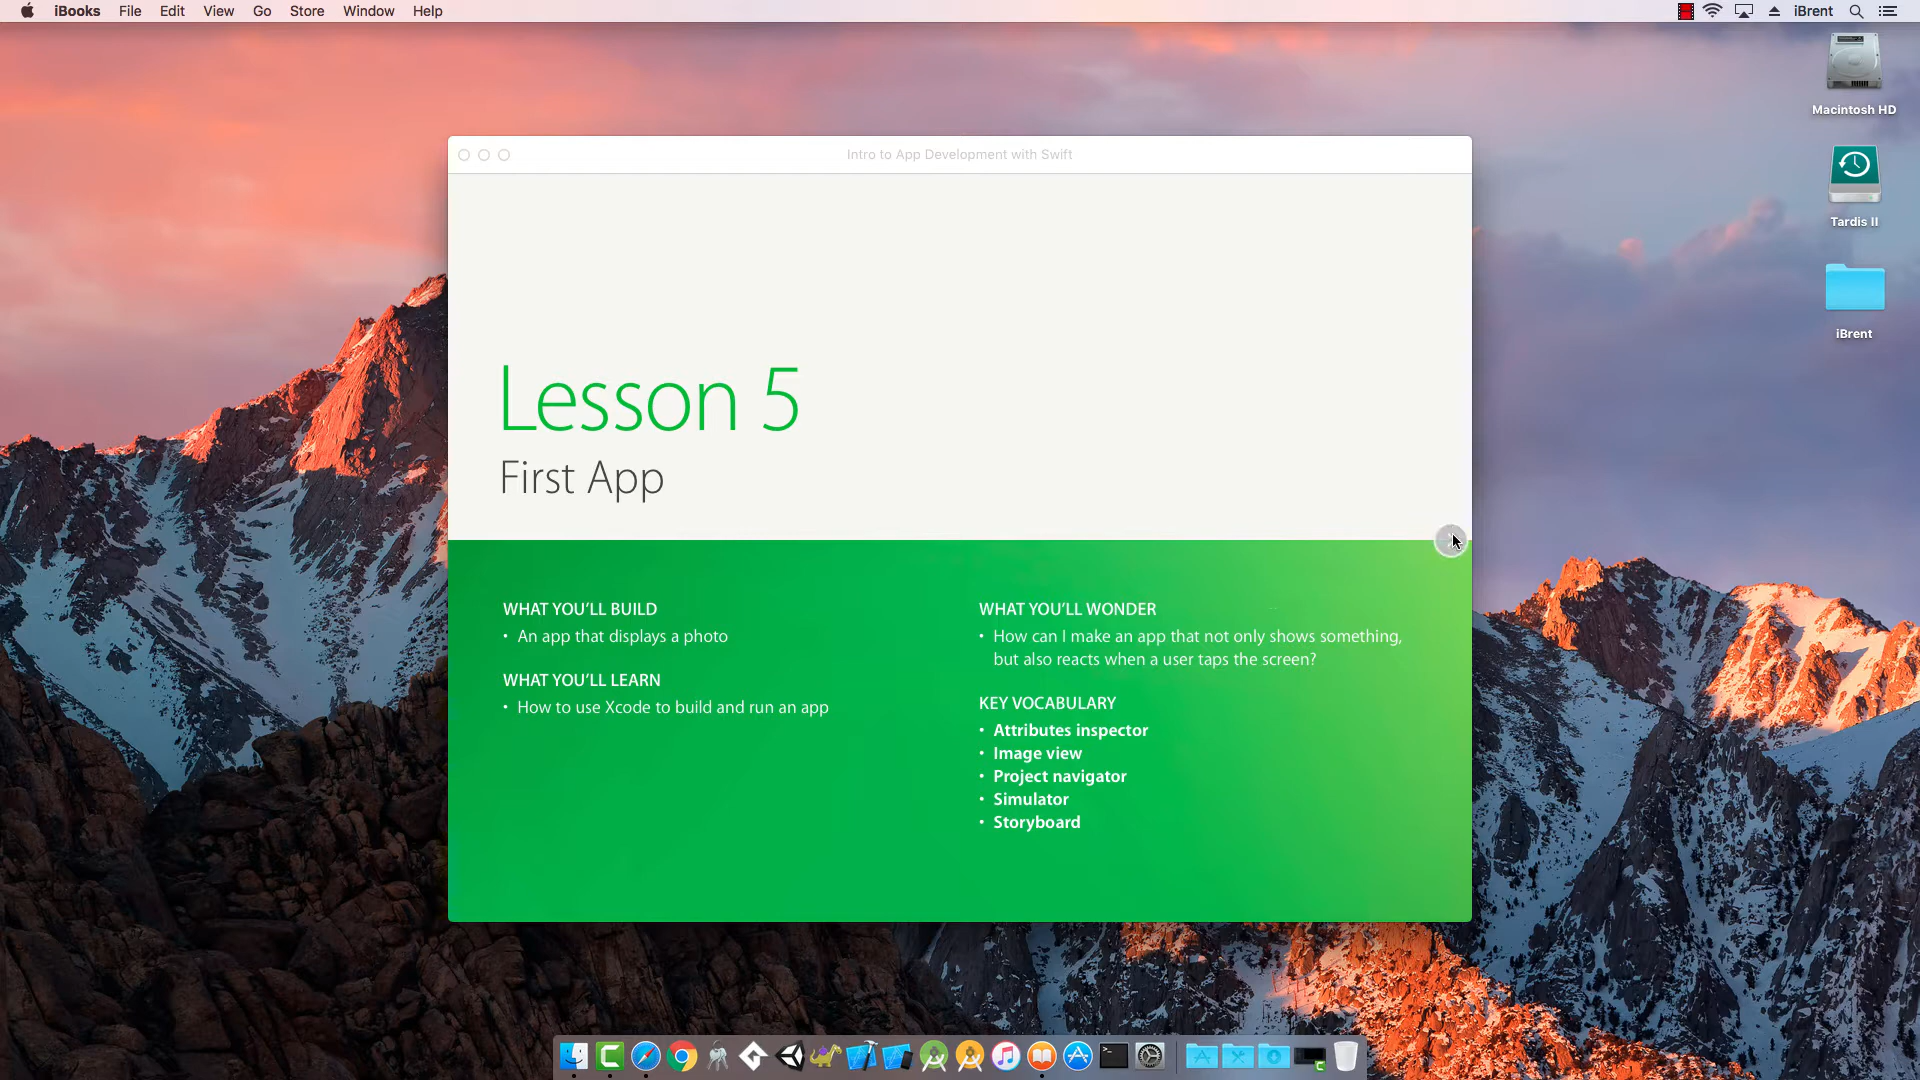 iBooks File Edit View Go Store Window Help iBrent
Macintosh HD
Tardis II
iBrent
Intro to App Development with Swift
Lesson 5
First App
WHAT YOU’LL BUILD
• An app that displays a photo
WHAT YOU’LL LEARN
• How to use Xcode to build and run an app
WHAT YOU’LL WONDER
• How can I make an app that not only shows something,
but also reacts when a user taps the screen?
KEY VOCABULARY
• Attributes inspector
• Image view
• Project navigator
• Simulator
• Storyboard